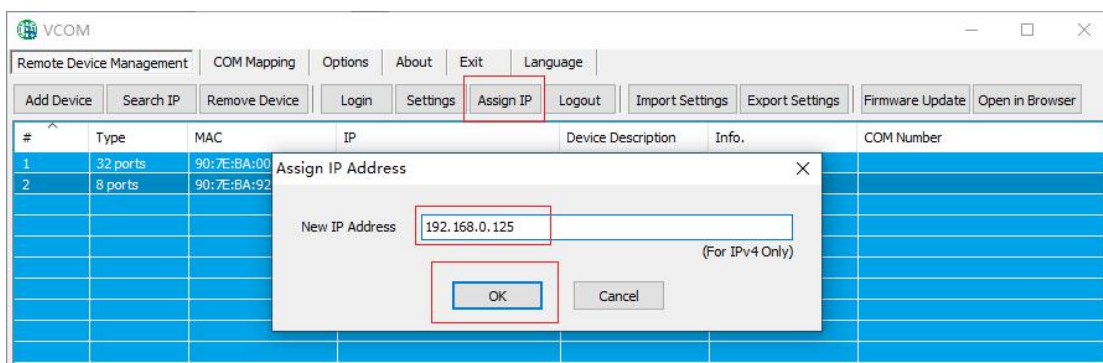 VCOM
Remote Device Management COM Mapping Options About Exit Language
Add Device Search IP Remove Device Login Settings Assign IP Logout Import Settings Export Settings Firmware Update Open in Browser
# Type MAC IP Device Description Info. COM Number
1 32 ports 90:7E:BA:00
2 8 ports 90:7E:BA:92
Assign IP Address
New IP Address 192.168.0.125
(For IPv4 Only)
OK Cancel